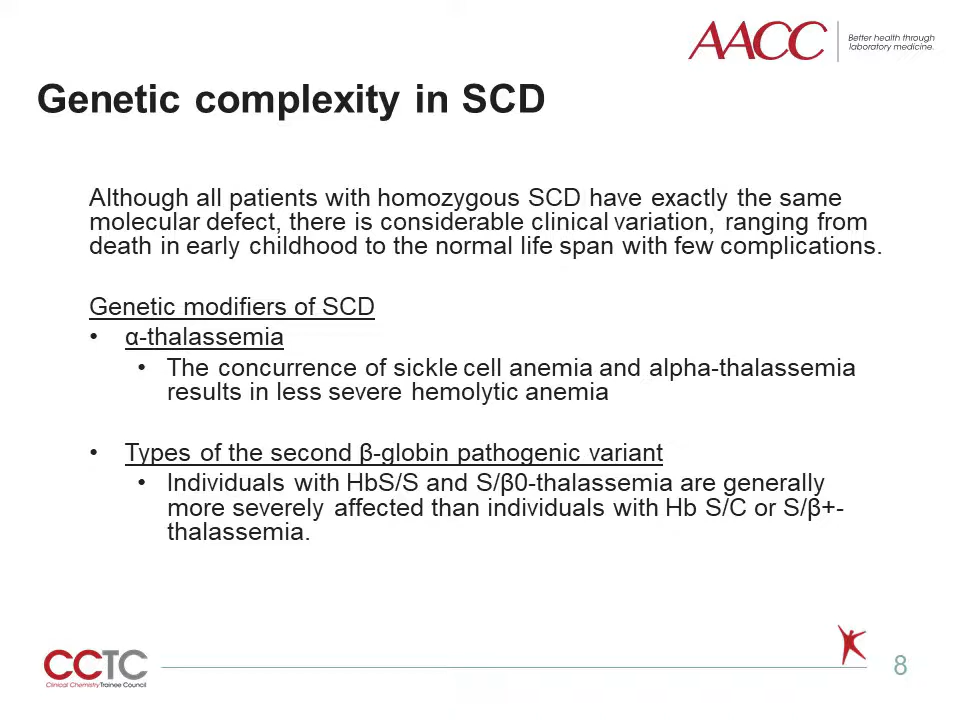 AACC
Better health through
laboratory medicine.
Genetic complexity in SCD
Although all patients with homozygous SCD have exactly the same
molecular defect, there is considerable clinical variation, ranging from
death in early childhood to the normal life span with few complications.
Genetic modifiers of SCD
• α-thalassemia
• The concurrence of sickle cell anemia and alpha-thalassemia
results in less severe hemolytic anemia
• Types of the second β-globin pathogenic variant
• Individuals with HbS/S and S/β0-thalassemia are generally
more severely affected than individuals with Hb S/C or S/β+-
thalassemia.
CCTC
Clinical Chemistry Trainee Council
8